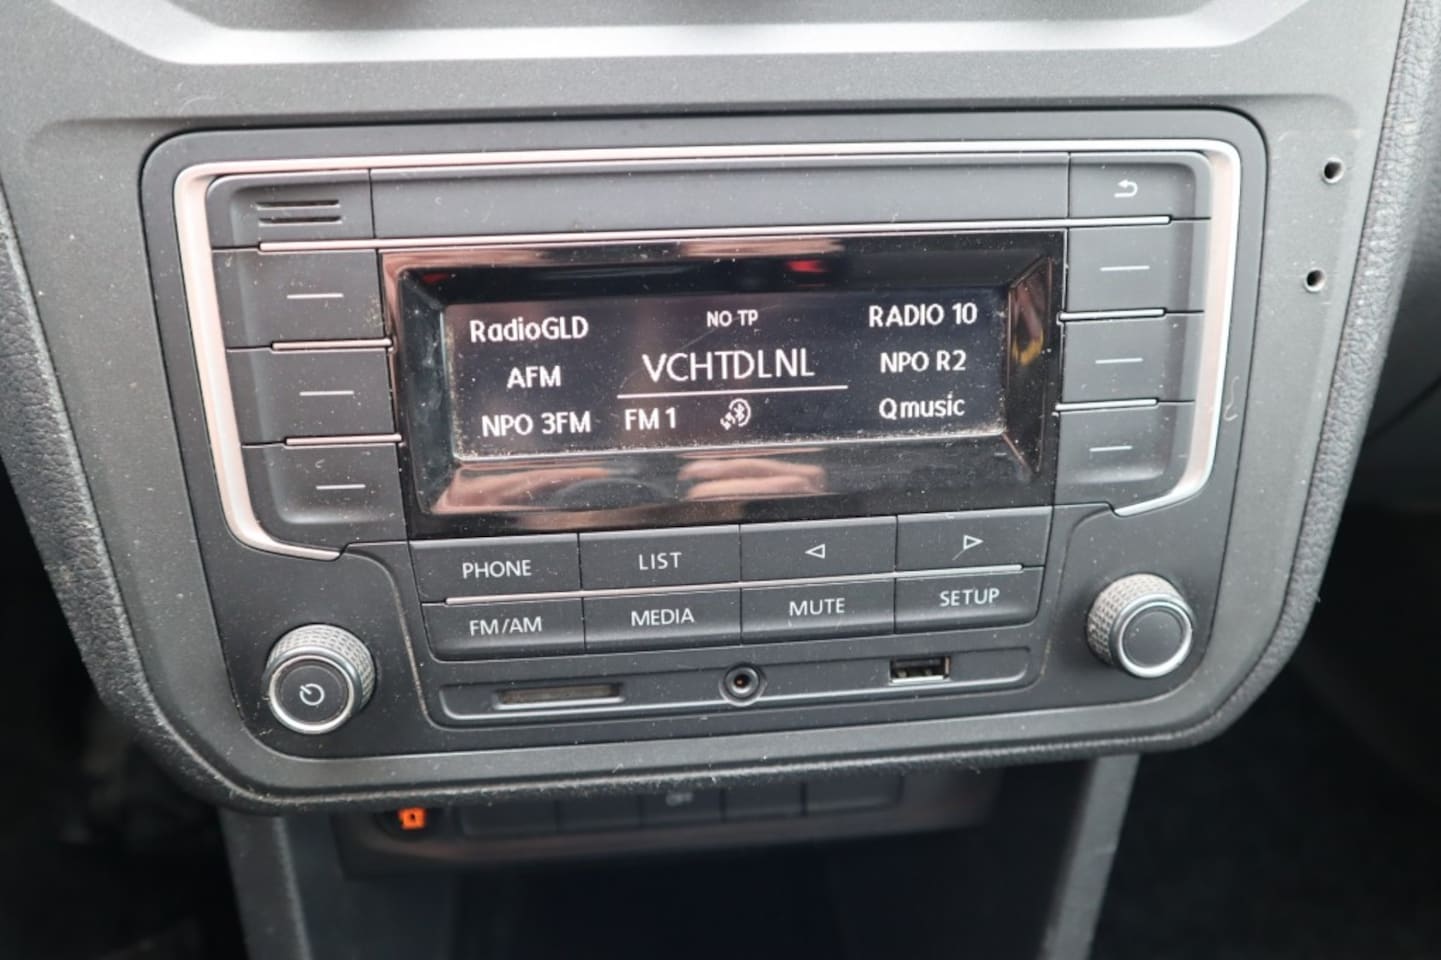 RadioGLD
AFM
NPO 3FM
NO TP
VCHTDLNL
FM 1
RADIO 10
NPO R2
Qmusic
PHONE
LIST
FM/AM
MEDIA
MUTE
SETUP